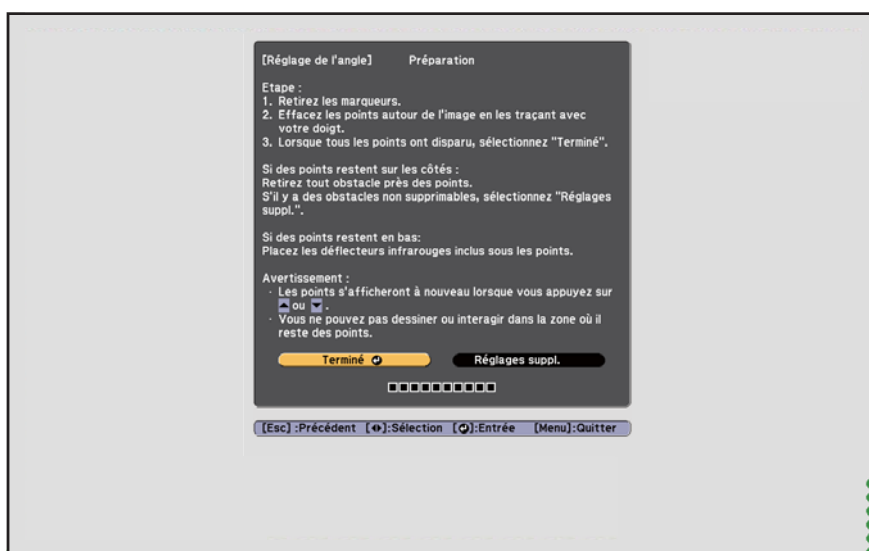 [Réglage de l'angle] Préparation
Etape :
1. Retirez les marqueurs.
2. Effacez les points autour de l'image en les traçant avec
votre doigt.
3. Lorsque tous les points ont disparu, sélectionnez "Terminé".
Si des points restent sur les côtés :
Retirez tout obstacle près des points.
S'il y a des obstacles non supprimables, sélectionnez "Réglages
suppl.".
Si des points restent en bas:
Placez les déflecteurs infrarouges inclus sous les points.
Avertissement :
· Les points s'afficheront à nouveau lorsque vous appuyez sur
▲ ou ▼ .
· Vous ne pouvez pas dessiner ou interagir dans la zone où il
reste des points.
Terminé Réglages suppl.
[Esc] :Précédent [◆]:Sélection [↵]:Entrée [Menu]:Quitter